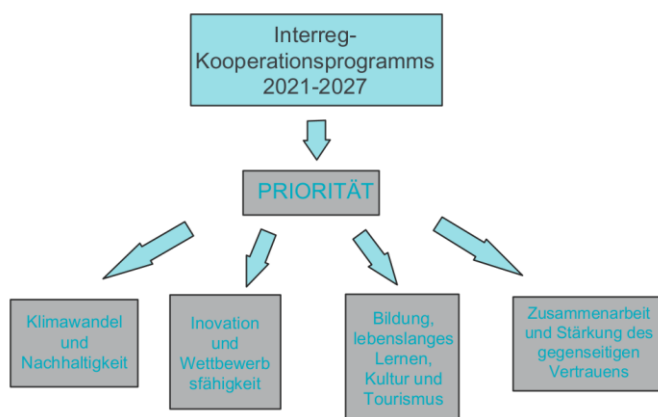 Interreg-
Kooperationsprogramms
2021-2027
PRIORITÄT
Klimawandel
und
Nachhaltigkeit
Inovation
und
Wettbewerb
sfähigkeit
Bildung,
lebenslanges
Lernen,
Kultur und
Tourismus
Zusammenarbeit
und Stärkung des
gegenseitigen
Vertrauens